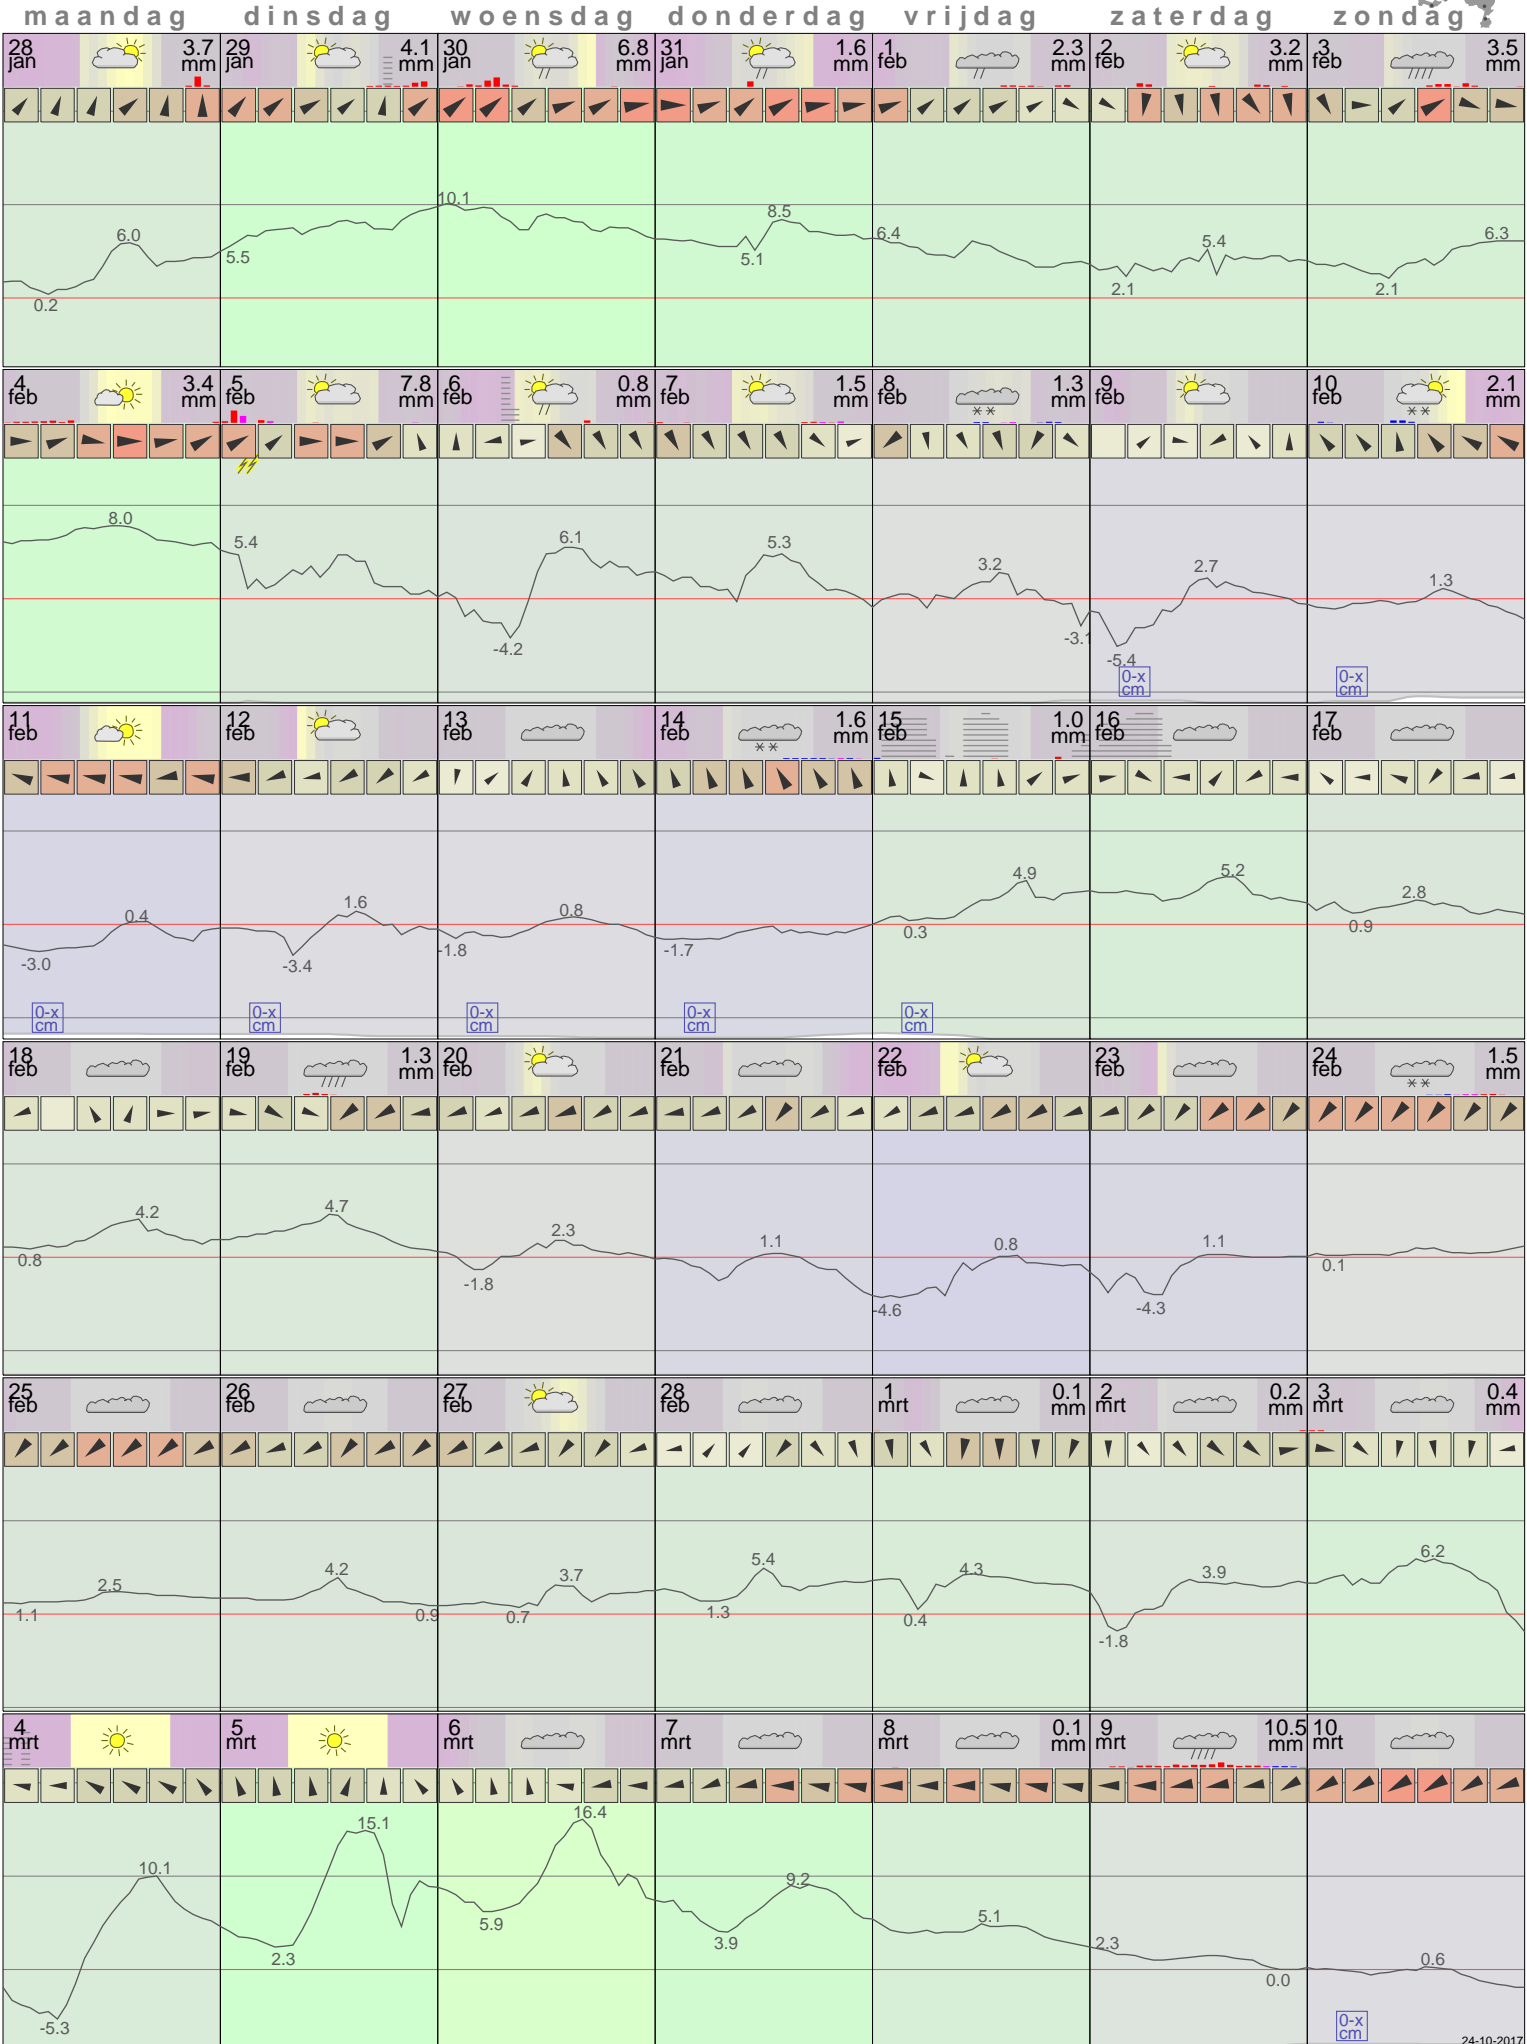 maandag dinsdag woensdag donderdag vrijdag zaterdag zondag
28 jan 3.7 mm 29 jan 4.1 mm 30 jan 6.8 mm 31 jan 1.6 mm 1 feb 2.3 mm 2 feb 3.2 mm 3 feb 3.5 mm
10.1
6.0 8.5
5.5 5.1 6.4 5.4 6.3
0.2 2.1 2.1
4 feb 3.4 mm 5 feb 7.8 mm 6 feb 0.8 mm 7 feb 1.5 mm 8 feb 1.3 mm 9 feb 10 feb 2.1 mm
8.0 5.4 6.1 5.3 3.2 2.7 1.3
-4.2 -3.1 -5.4
0-x cm 0-x cm
11 feb 12 feb 13 feb 14 feb 1.6 mm 15 feb 1.0 mm 16 feb 17 feb
0.4 1.6 0.8 4.9 5.2 2.8
-3.0 -3.4 -1.8 -1.7 0.3 0.9
0-x cm 0-x cm 0-x cm 0-x cm 0-x cm
18 feb 19 feb 1.3 mm 20 feb 21 feb 22 feb 23 feb 24 feb 1.5 mm
4.2 4.7 2.3 1.1 0.8 1.1
0.8 -1.8 -4.6 -4.3 0.1
25 feb 26 feb 27 feb 28 feb 1 mrt 0.1 mm 2 mrt 0.2 mm 3 mrt 0.4 mm
2.5 4.2 3.7 5.4 4.3 3.9 6.2
1.1 0.9 0.7 1.3 0.4 -1.8
4 mrt 5 mrt 6 mrt 7 mrt 8 mrt 0.1 mm 9 mrt 10.5 mm 10 mrt
10.1 15.1 16.4 9.2 5.1 2.3 0.6
-5.3 2.3 5.9 3.9 0.0
0-x cm
24-10-2017